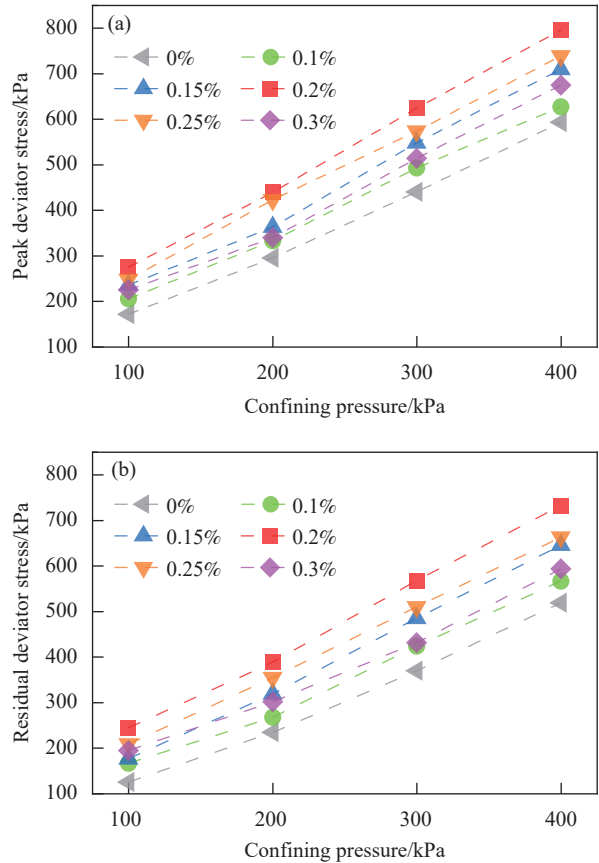 (a)
0% 0.1%
0.15% 0.2%
0.25% 0.3%
800
700
600
500
400
300
200
100
Peak deviator stress/kPa
100 200 300 400
Confining pressure/kPa
(b)
0% 0.1%
0.15% 0.2%
0.25% 0.3%
800
700
600
500
400
300
200
100
Residual deviator stress/kPa
100 200 300 400
Confining pressure/kPa